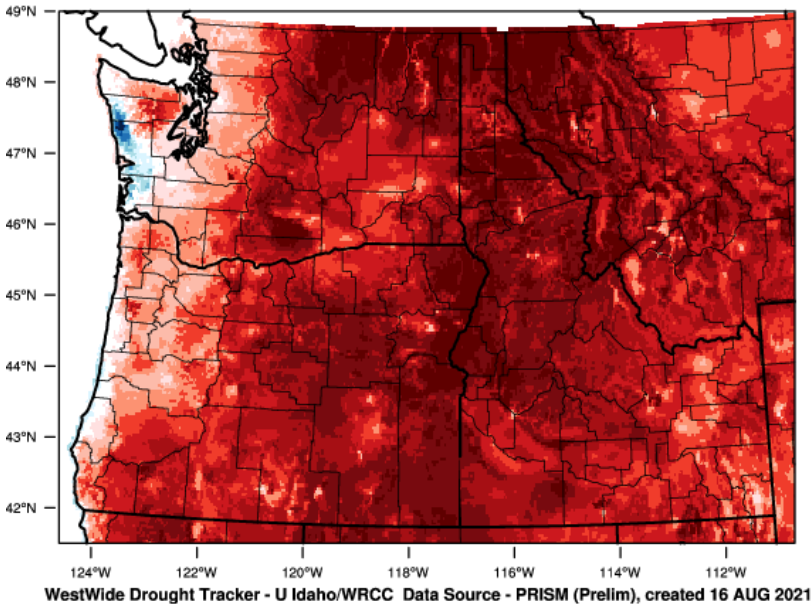 49°N
48°N
47°N
46°N
45°N
44°N
43°N
42°N
124°W 122°W 120°W 118°W 116°W 114°W 112°W
WestWide Drought Tracker - U Idaho/WRCC Data Source - PRISM (Prelim), created 16 AUG 2021